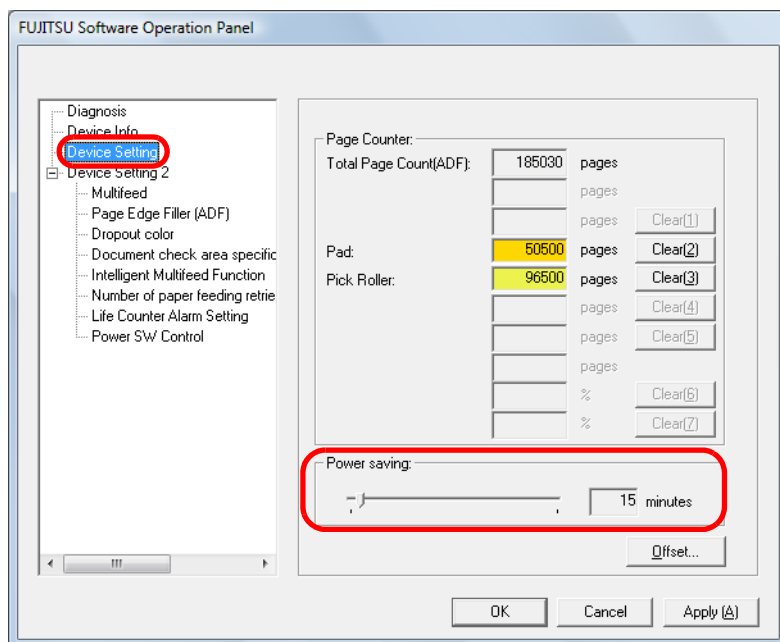 FUJITSU Software Operation Panel
Diagnosis
Device Info
Device Setting
Device Setting 2
Multifeed
Page Edge Filler (ADF)
Dropout color
Document check area specific
Intelligent Multifeed Function
Number of paper feeding retrie
Life Counter Alarm Setting
Power SW Control
Page Counter:
Total Page Count(ADF): 185030 pages
pages
pages Clear(1)
Pad: 50500 pages Clear(2)
Pick Roller: 96500 pages Clear(3)
pages Clear(4)
pages Clear(5)
pages
% Clear(6)
% Clear(7)
Power saving:
15 minutes
Offset...
OK Cancel Apply (A)